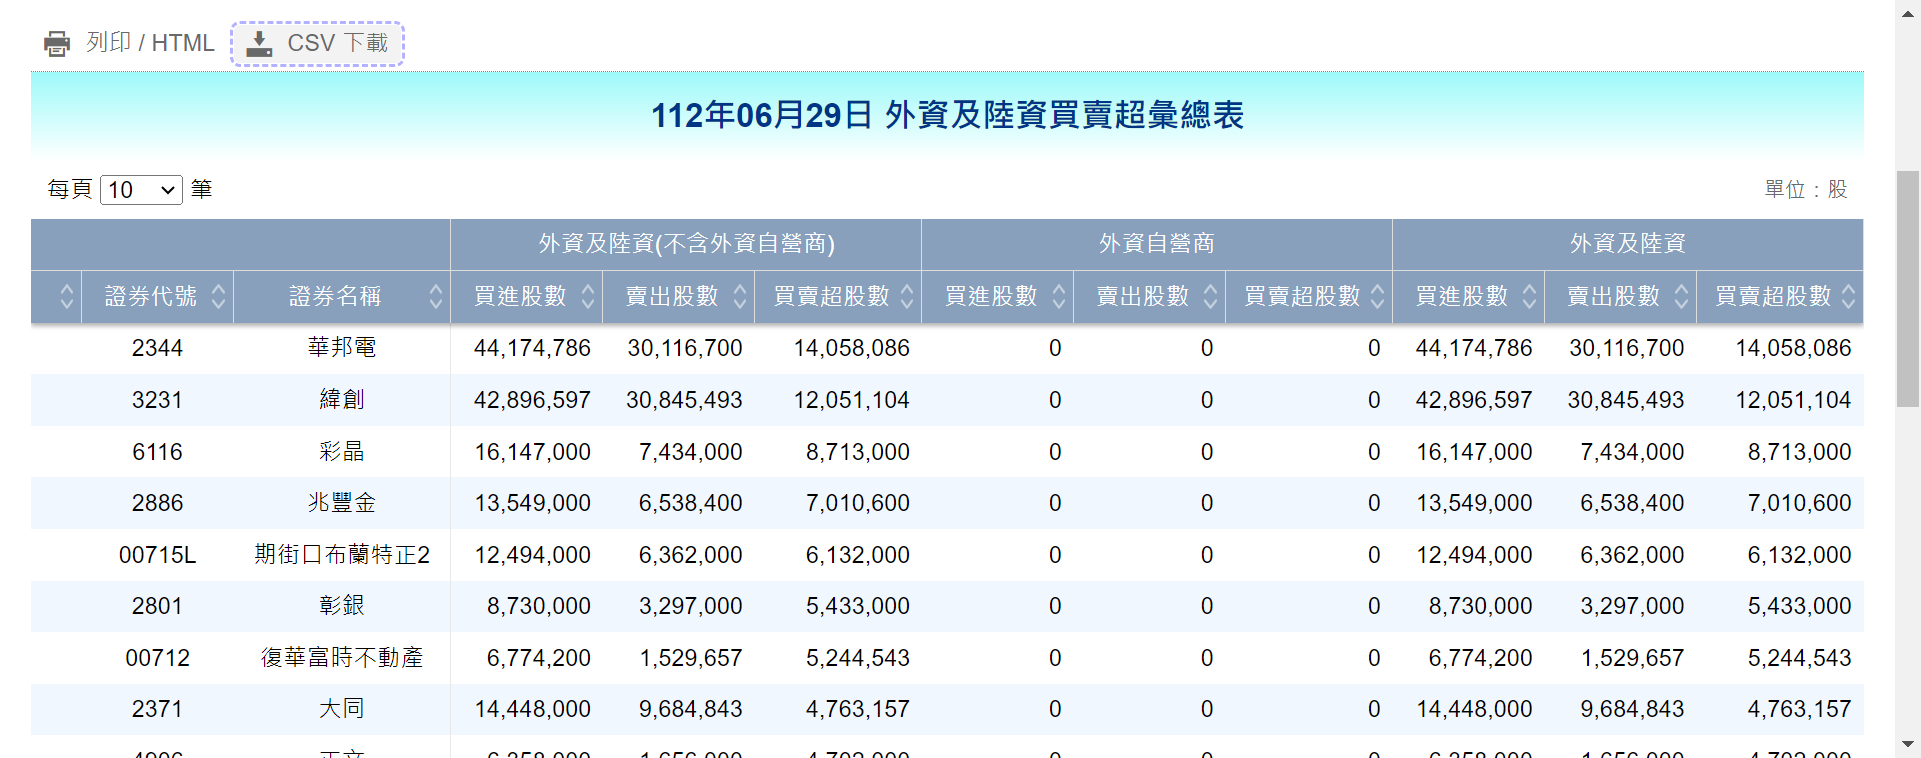 列印 / HTML CSV 下載
112年06月29日 外資及陸資買賣超彙總表
每頁 10 筆 單位：股
外資及陸資(不含外資自營商) 外資自營商 外資及陸資
證券代號 證券名稱 買進股數 賣出股數 買賣超股數 買進股數 賣出股數 買賣超股數 買進股數 賣出股數 買賣超股數
2344 華邦電 44,174,786 30,116,700 14,058,086 0 0 0 44,174,786 30,116,700 14,058,086
3231 緯創 42,896,597 30,845,493 12,051,104 0 0 0 42,896,597 30,845,493 12,051,104
6116 彩晶 16,147,000 7,434,000 8,713,000 0 0 0 16,147,000 7,434,000 8,713,000
2886 兆豐金 13,549,000 6,538,400 7,010,600 0 0 0 13,549,000 6,538,400 7,010,600
00715L 期街口布蘭特正2 12,494,000 6,362,000 6,132,000 0 0 0 12,494,000 6,362,000 6,132,000
2801 彰銀 8,730,000 3,297,000 5,433,000 0 0 0 8,730,000 3,297,000 5,433,000
00712 復華富時不動產 6,774,200 1,529,657 5,244,543 0 0 0 6,774,200 1,529,657 5,244,543
2371 大同 14,448,000 9,684,843 4,763,157 0 0 0 14,448,000 9,684,843 4,763,157